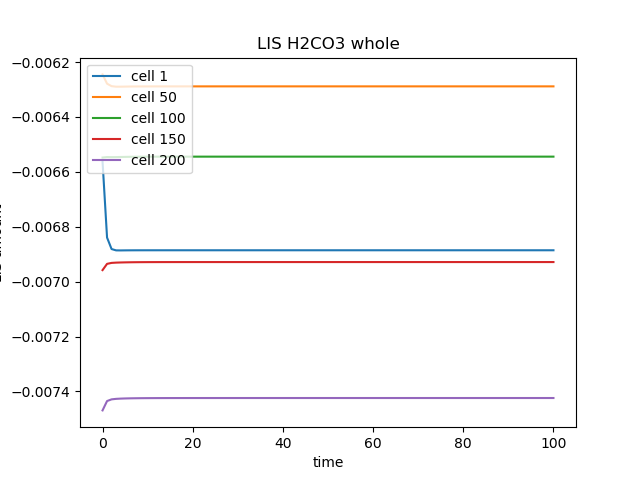 LIS H2CO3 whole
−0.0062
−0.0064
−0.0066
−0.0068
−0.0070
−0.0072
−0.0074
cell 1
cell 50
cell 100
cell 150
cell 200
0
20
40
60
80
100
time